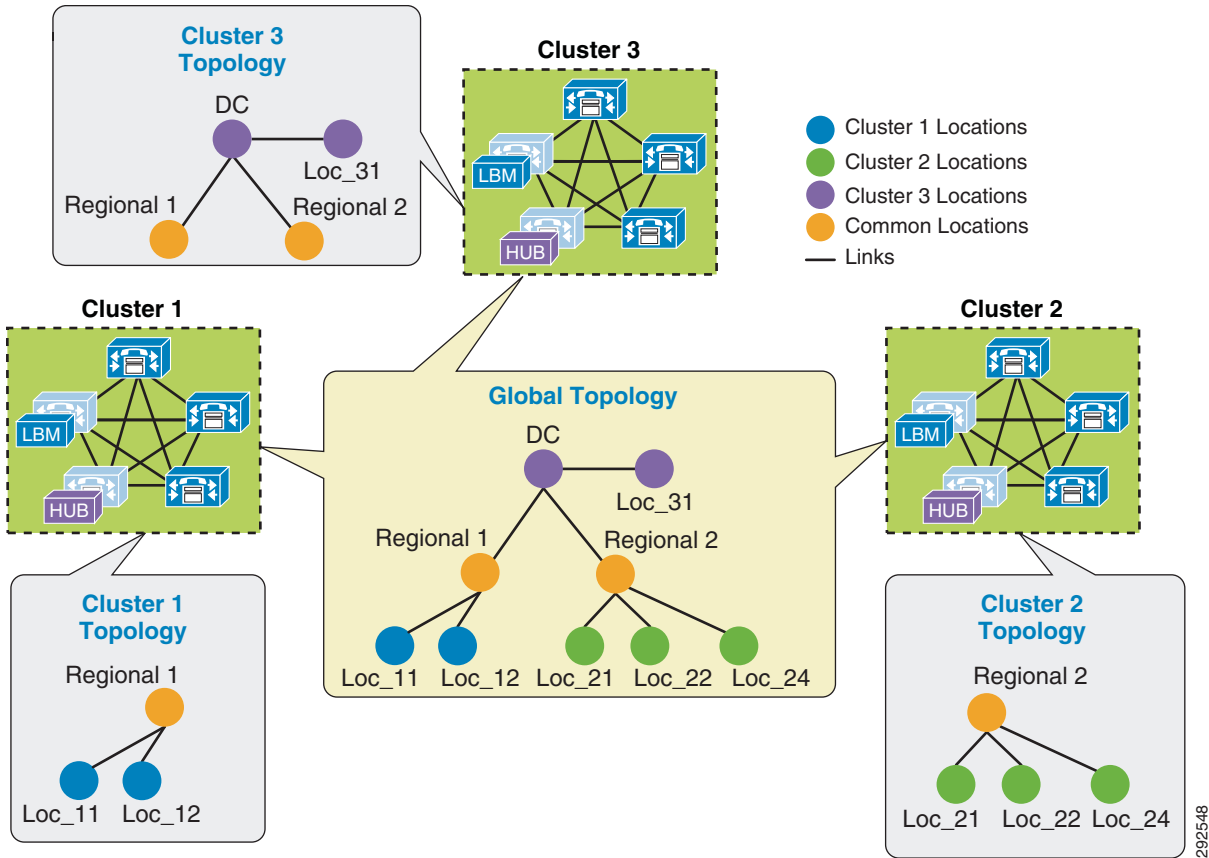 Cluster 3
Topology
DC
Loc_31
Regional 1
Regional 2
Cluster 3
LBM
HUB
Cluster 1 Locations
Cluster 2 Locations
Cluster 3 Locations
Common Locations
Links
Cluster 1
LBM
HUB
Global Topology
DC
Loc_31
Regional 1
Regional 2
Loc_11
Loc_12
Loc_21
Loc_22
Loc_24
Cluster 2
LBM
HUB
Cluster 1
Topology
Regional 1
Loc_11
Loc_12
Cluster 2
Topology
Regional 2
Loc_21
Loc_22
Loc_24
292548